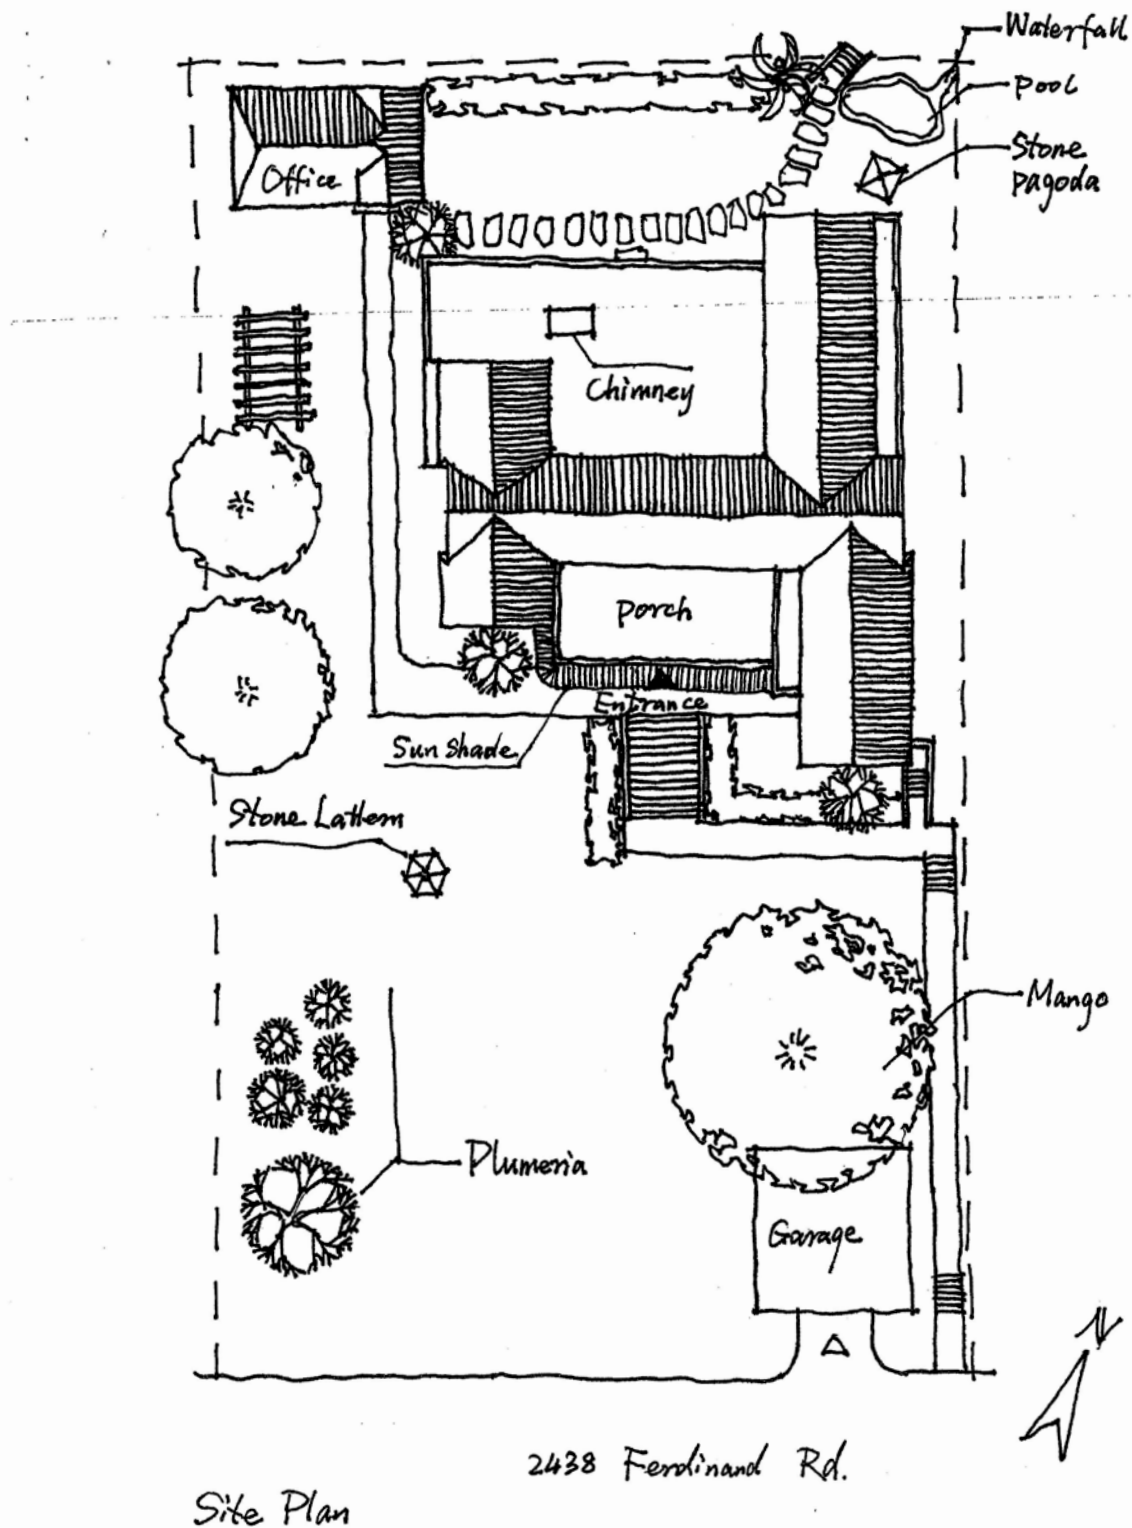 Waterfall
Pool
Stone
pagoda
Office
Chimney
Porch
Entrance
Sun Shade
Stone Lattern
Mango
Plumeria
Garage
N
2438 Ferdinand Rd.
Site Plan